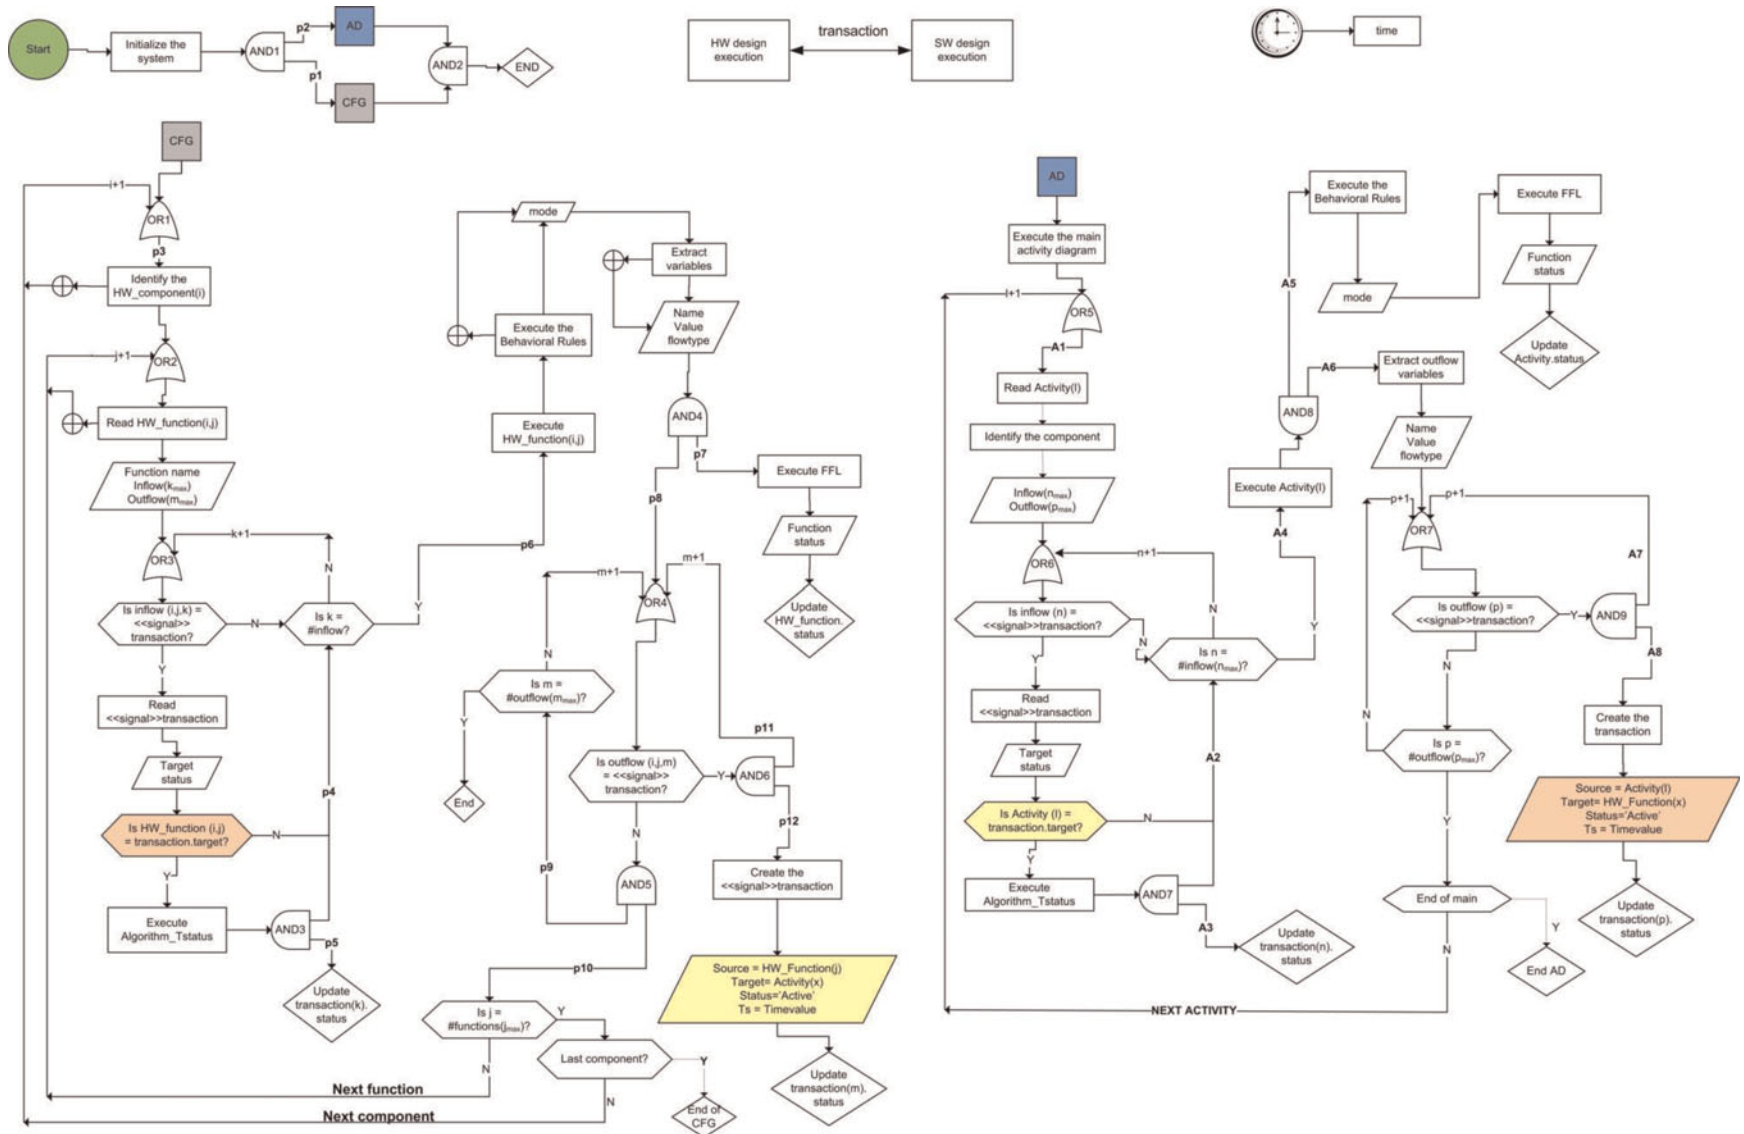 Start
Initialize the
system
AND1
p2
p1
AD
CFG
AND2
END
HW design
execution
transaction
SW design
execution
time
CFG
i+1
OR1
p3
Identify the
HW_component(i)
j+1
OR2
Read HW_function(i,j)
Function name
Inflow(kmax)
Outflow(mmax)
k+1
OR3
N
Is inflow (i,j,k) =
<<signal>>
transaction?
N
Is k =
#inflow?
Y
Y
Read
<<signal>>transaction
Target
status
p4
Is HW_function (i,j)
= transaction.target?
N
Y
Execute
Algorithm_Tstatus
AND3
p5
Update
transaction(k).
status
p6
Execute
HW_function(i,j)
Execute the
Behavioral Rules
mode
Extract
variables
Name
Value
flowtype
AND4
p7
Execute FFL
Function
status
Update
HW_function.
status
p8
m+1
m+1
OR4
N
Is m =
#outflow(mmax)?
Y
End
p11
Is outflow (i,j,m)
= <<signal>>
transaction?
Y
AND6
p12
N
p9
AND5
Create the
<<signal>>transaction
p10
Source = HW_Function(j)
Target= Activity(x)
Status='Active'
Ts = Timevalue
Update
transaction(m).
status
Is j =
#functions(jmax)?
Y
N
Last component?
Y
N
End of
CFG
Next function
Next component
AD
Execute the main
activity diagram
l+1
OR5
A1
Read Activity(l)
Identify the component
Inflow(nmax)
Outflow(pmax)
n+1
OR6
N
Is inflow (n) =
<<signal>>transaction?
N
Is n =
#inflow(nmax)?
Y
Y
Read
<<signal>>transaction
Target
status
A2
Is Activity (l) =
transaction.target?
N
Y
Execute
Algorithm_Tstatus
AND7
A3
Update
transaction(n).
status
A4
Execute Activity(l)
AND8
A5
Execute the
Behavioral Rules
mode
Execute FFL
Function
status
Update
Activity.status
A6
Extract outflow
variables
Name
Value
flowtype
p+1
p+1
OR7
A7
Is outflow (p) =
<<signal>>transaction?
Y
AND9
A8
N
N
Is p =
#outflow(pmax)?
Create the
transaction
Source = Activity(l)
Target= HW_Function(x)
Status='Active'
Ts = Timevalue
Y
Update
transaction(p).
status
End of main
Y
N
End AD
NEXT ACTIVITY